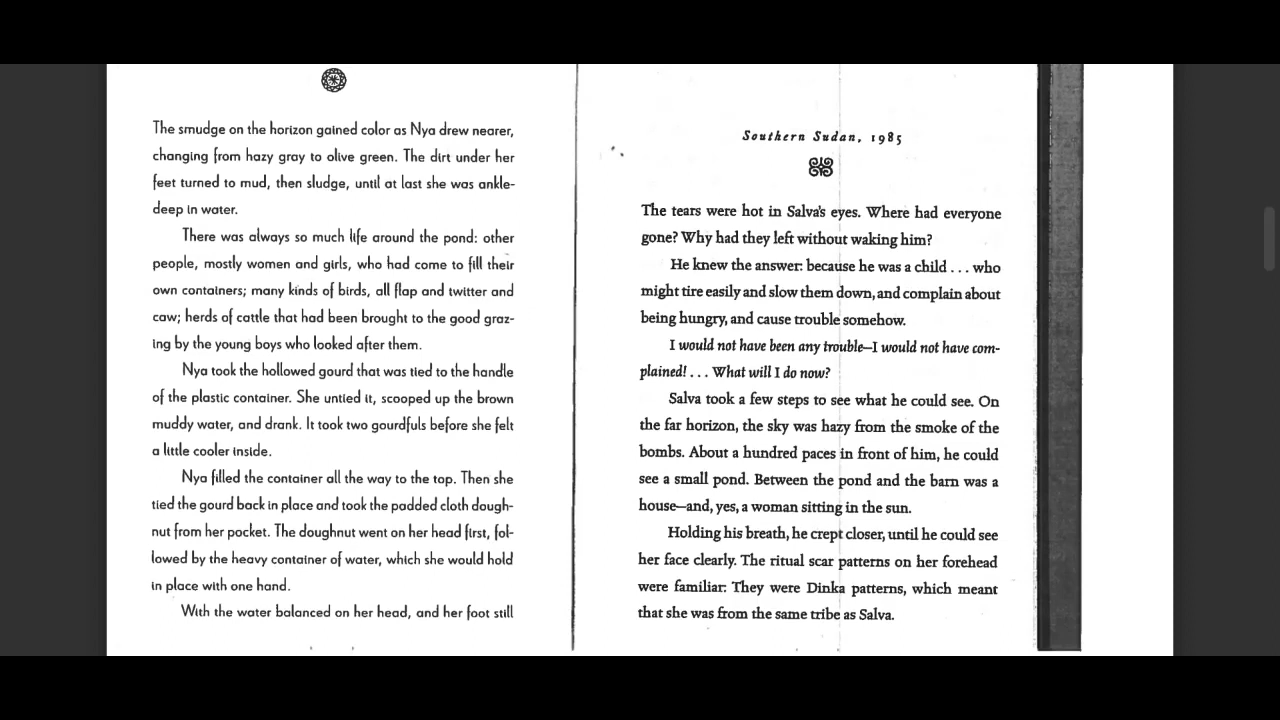 The smudge on the horizon gained color as Nya drew nearer,
changing from hazy gray to olive green. The dirt under her
feet turned to mud, then sludge, until at last she was ankle-
deep in water.
There was always so much life around the pond: other
people, mostly women and girls, who had come to fill their
own containers; many kinds of birds, all flap and twitter and
caw; herds of cattle that had been brought to the good graz-
ing by the young boys who looked after them.
Nya took the hollowed gourd that was tied to the handle
of the plastic container. She untied it, scooped up the brown
muddy water, and drank. It took two gourdfuls before she felt
a little cooler inside.
Nya filled the container all the way to the top. Then she
tied the gourd back in place and took the padded cloth dough-
nut from her pocket. The doughnut went on her head first, fol-
lowed by the heavy container of water, which she would hold
in place with one hand.
With the water balanced on her head, and her foot still
Southern Sudan, 1985
The tears were hot in Salva's eyes. Where had everyone
gone? Why had they left without waking him?
He knew the answer: because he was a child . . . who
might tire easily and slow them down, and complain about
being hungry, and cause trouble somehow.
I would not have been any trouble—I would not have com-
plained! . . . What will I do now?
Salva took a few steps to see what he could see. On
the far horizon, the sky was hazy from the smoke of the
bombs. About a hundred paces in front of him, he could
see a small pond. Between the pond and the barn was a
house—and, yes, a woman sitting in the sun.
Holding his breath, he crept closer, until he could see
her face clearly. The ritual scar patterns on her forehead
were familiar: They were Dinka patterns, which meant
that she was from the same tribe as Salva.